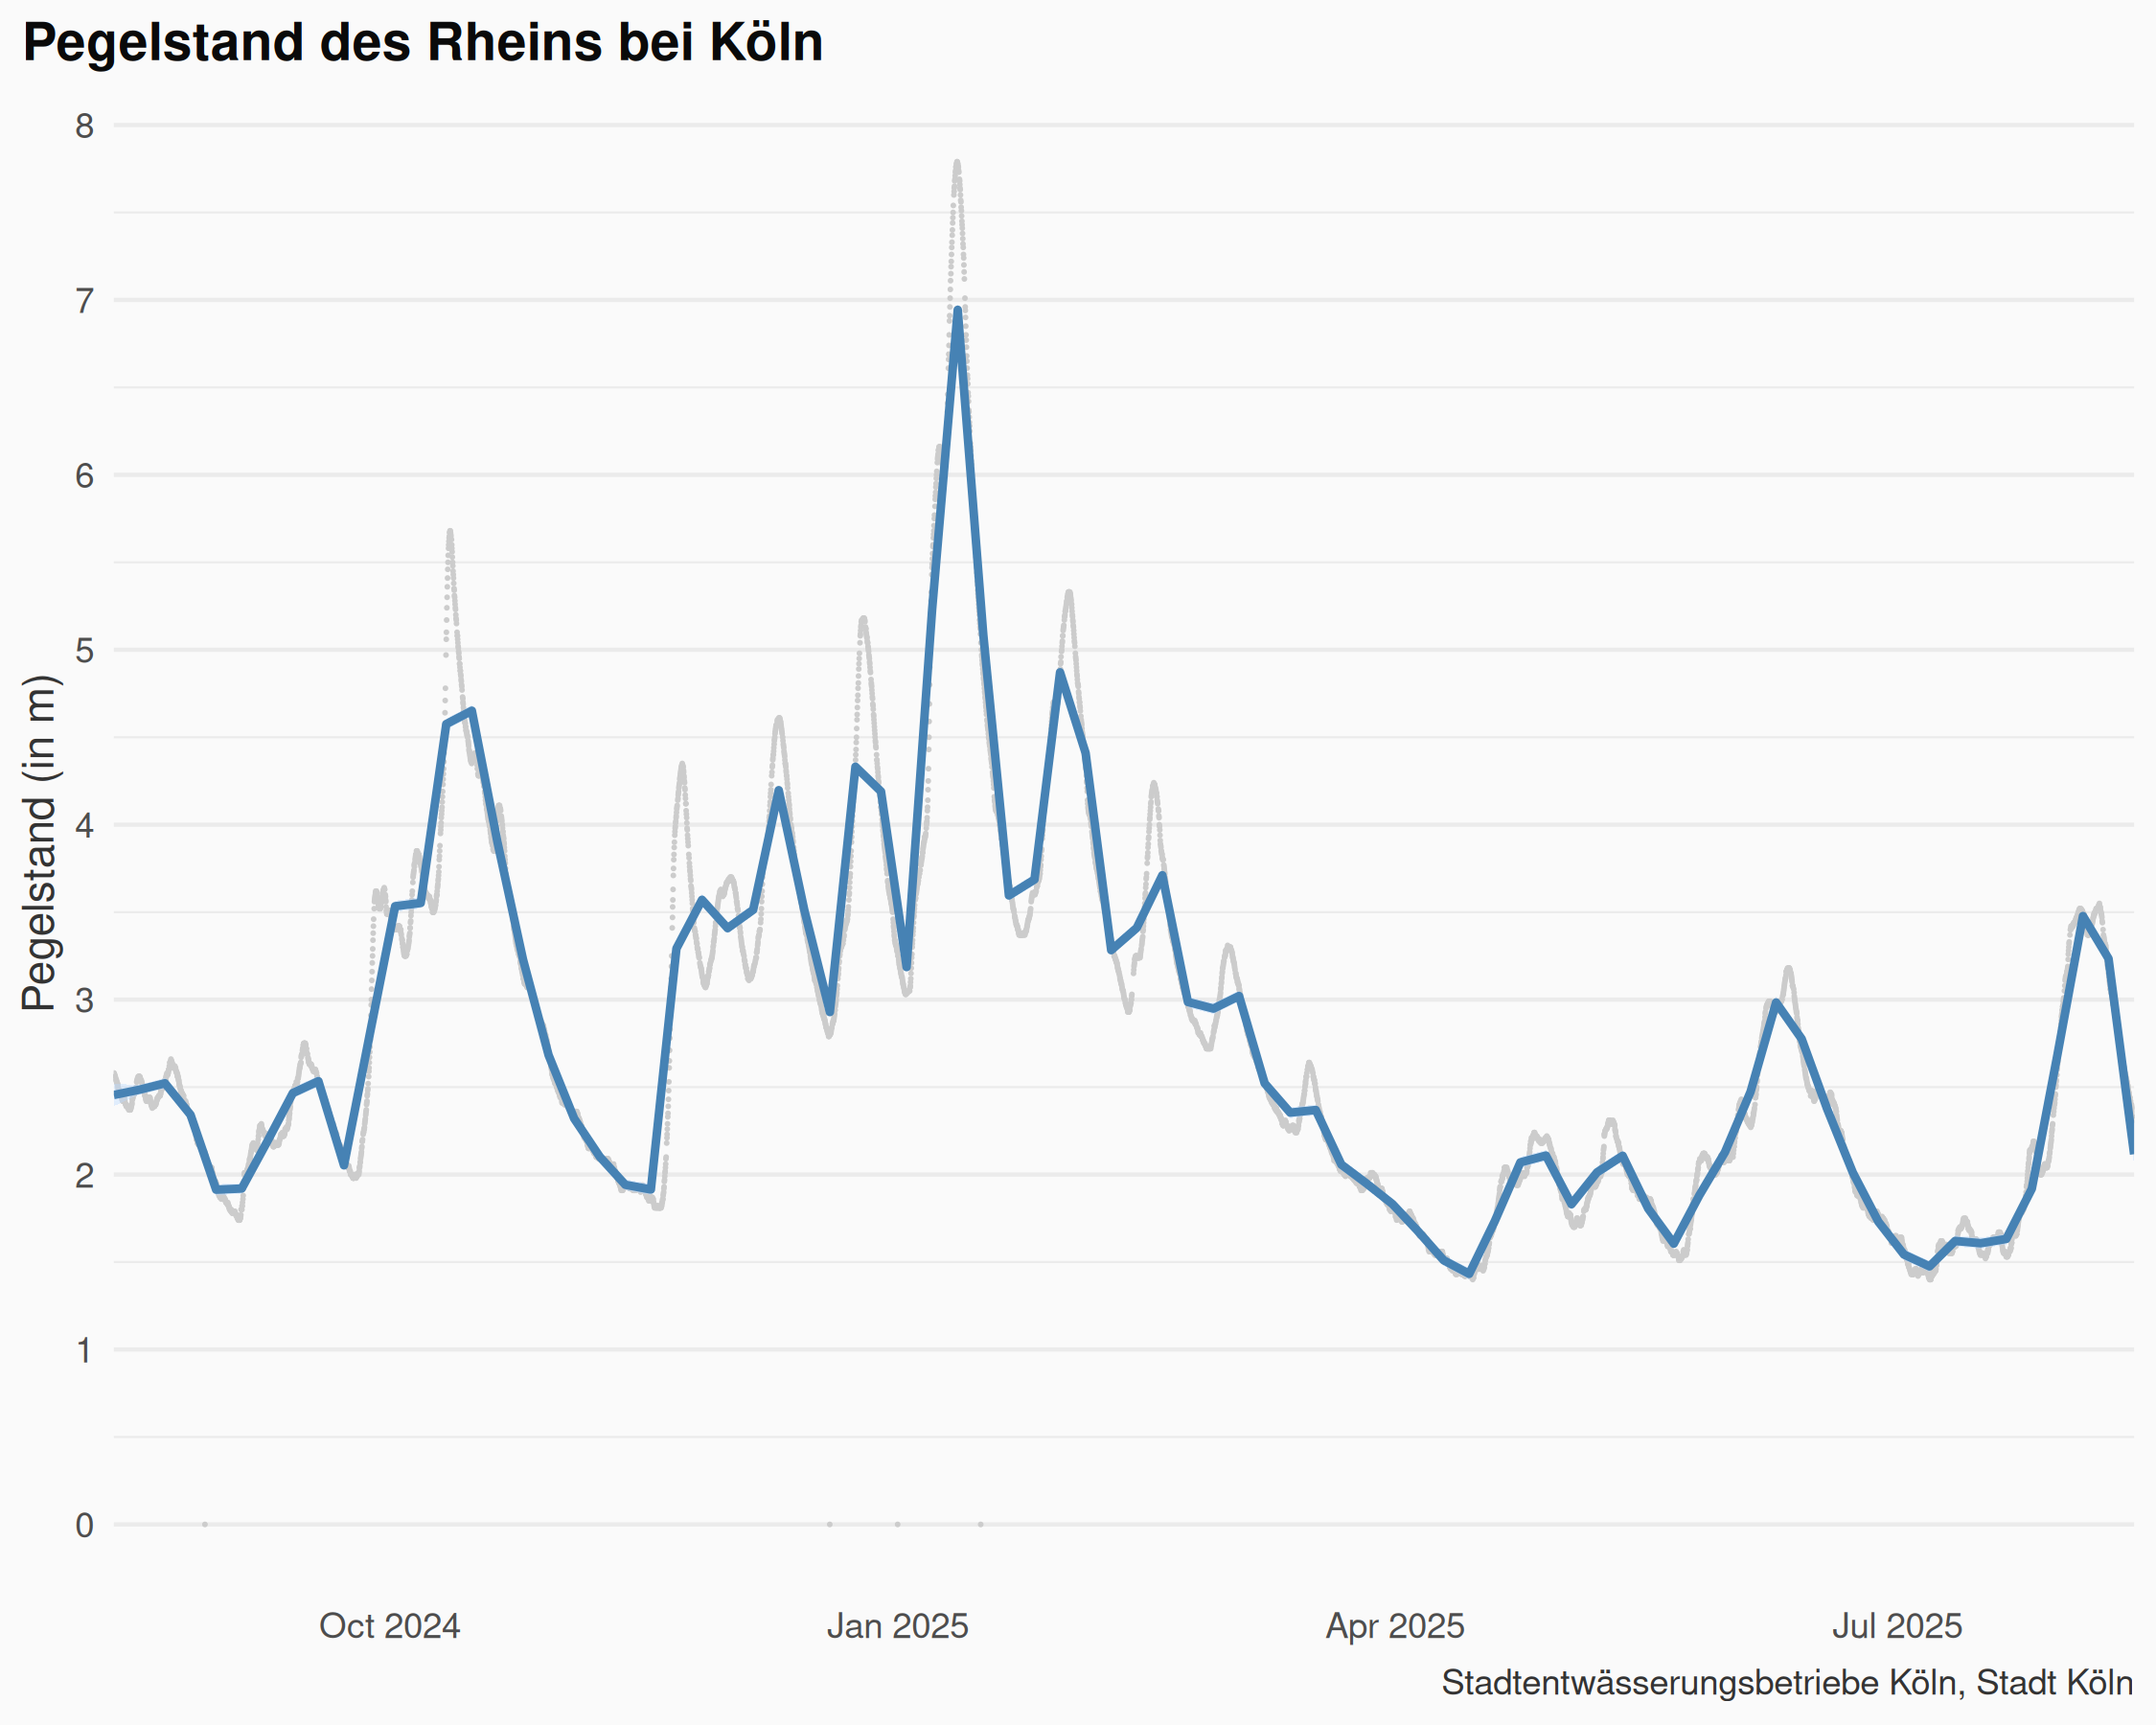 Pegelstand des Rheins bei Köln
Pegelstand (in m)
8
7
6
5
4
3
2
1
0
Oct 2024 Jan 2025 Apr 2025 Jul 2025
Stadtentwässerungsbetriebe Köln, Stadt Köln